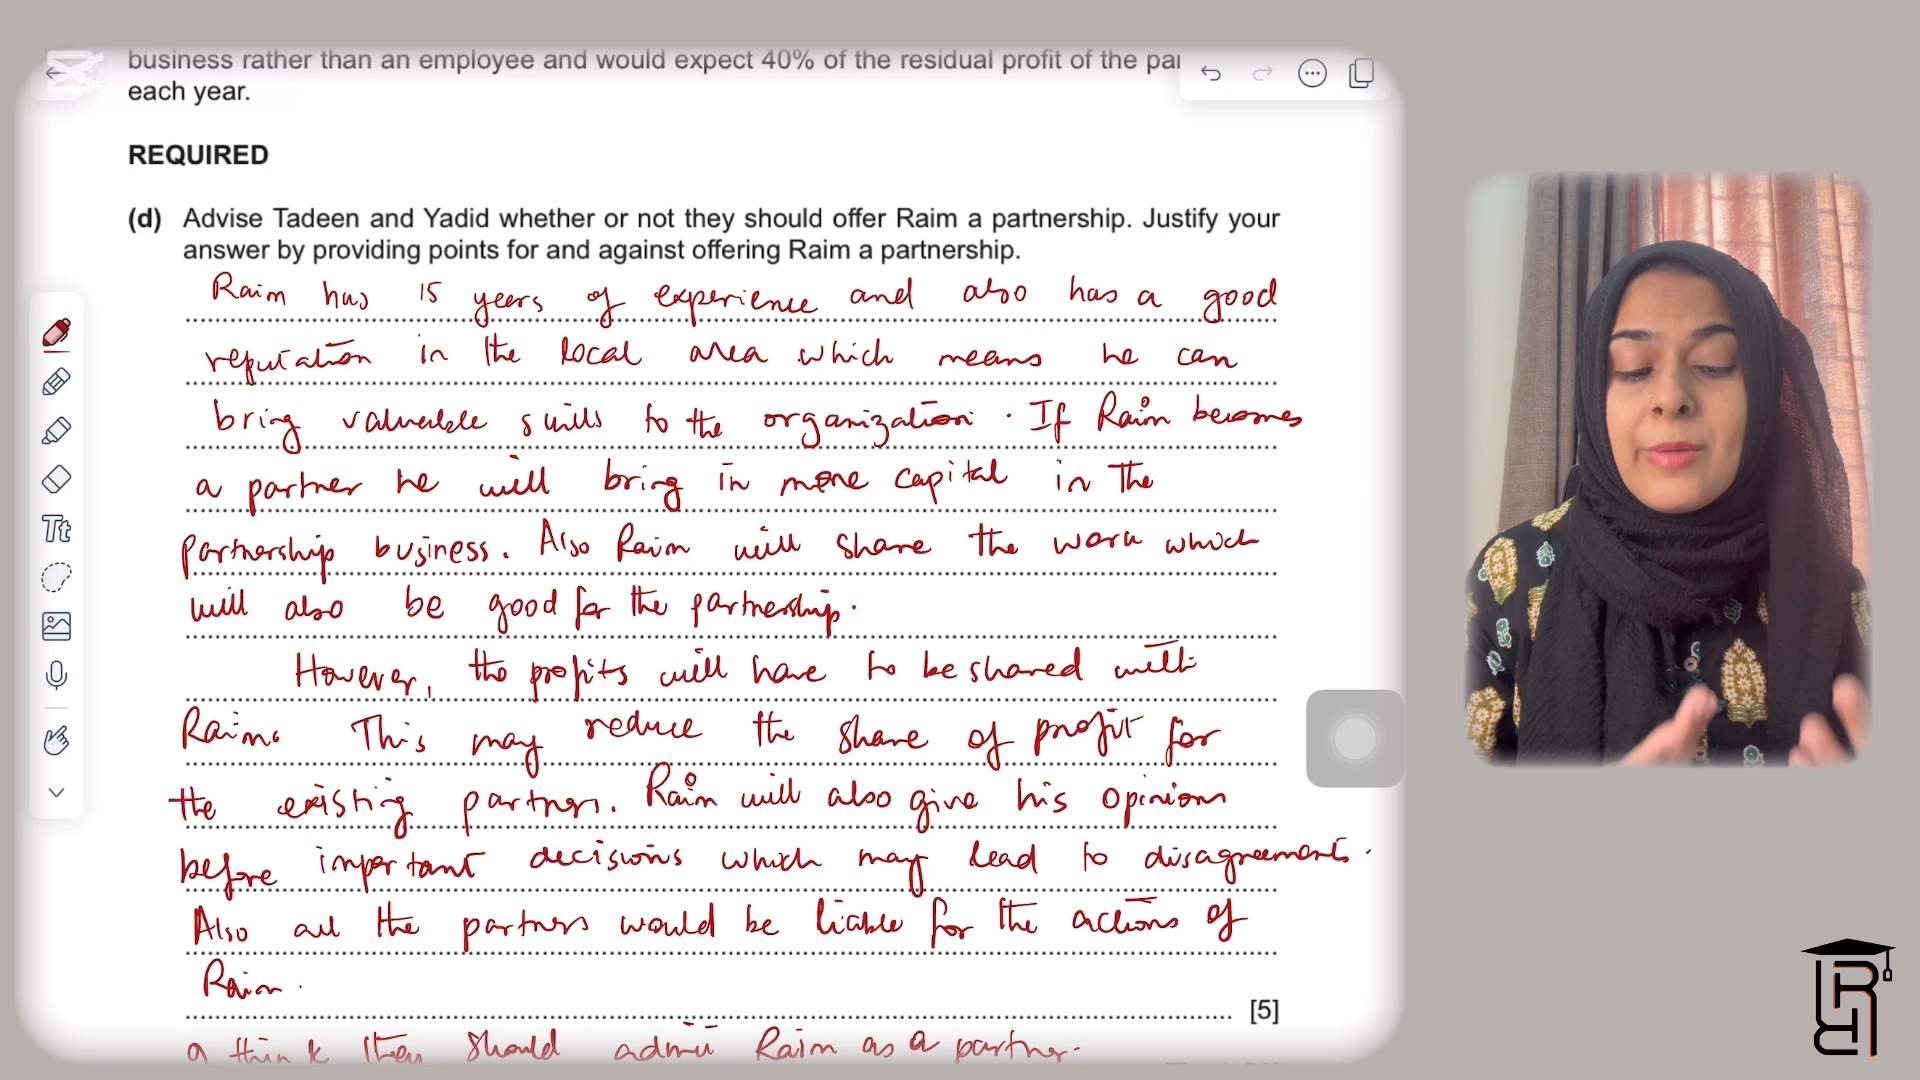 business rather than an employee and would expect 40% of the residual profit of the par
each year.
REQUIRED
(d) Advise Tadeen and Yadid whether or not they should offer Raim a partnership. Justify your
answer by providing points for and against offering Raim a partnership.
Raim has 15 years of experience and also has a good
reputation in the local area which means he can
bring valuable skills to the organization. If Raim becomes
a partner he will bring in more capital in the
partnership business. Also Raim will share the work which
will also be good for the partnership.
However, the profits will have to be shared with
Raim. This may reduce the share of profit for
the existing partners. Raim will also give his opinions
before important decisions which may lead to disagreements.
Also all the partners would be liable for the actions of
Raim.
[5]
I think they should admit Raim as a partner.
Tt